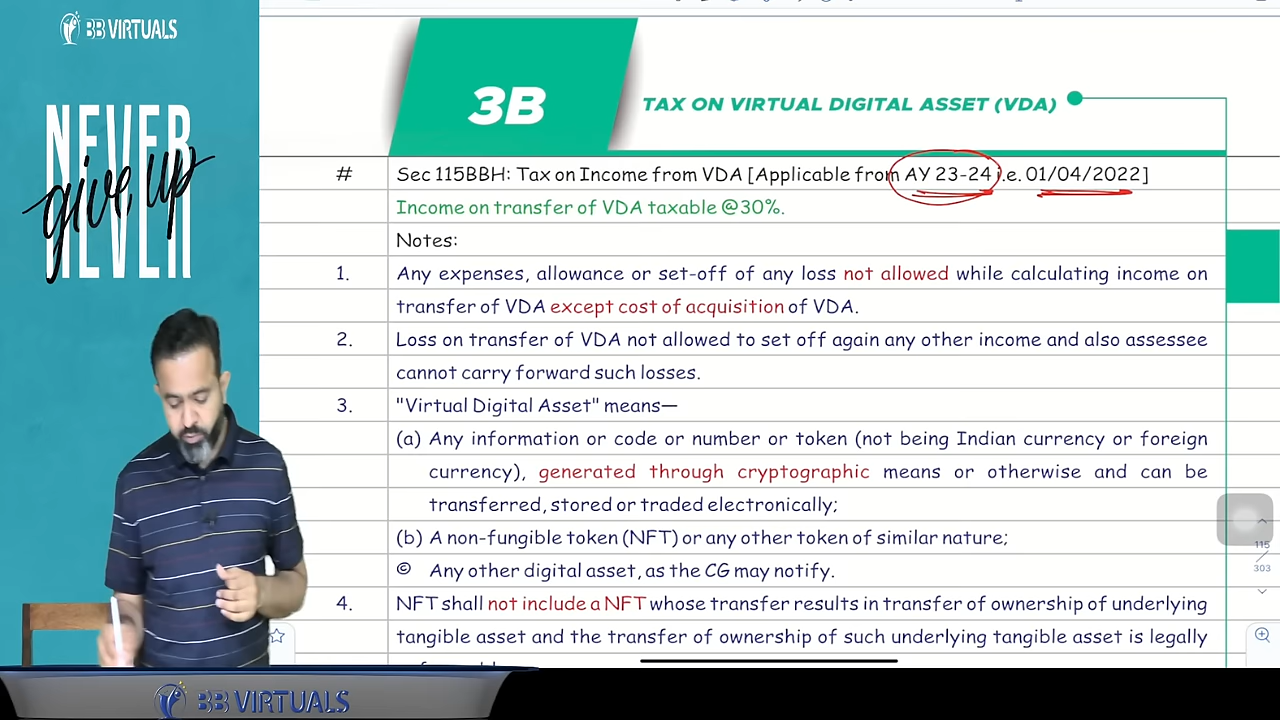 BB VIRTUALS
NEVER
give up
NEVER
3B
TAX ON VIRTUAL DIGITAL ASSET (VDA)
# Sec 115BBH: Tax on Income from VDA [Applicable from AY 23-24 i.e. 01/04/2022]
Income on transfer of VDA taxable @30%.
Notes:
1. Any expenses, allowance or set-off of any loss not allowed while calculating income on
transfer of VDA except cost of acquisition of VDA.
2. Loss on transfer of VDA not allowed to set off again any other income and also assessee
cannot carry forward such losses.
3. "Virtual Digital Asset" means—
(a) Any information or code or number or token (not being Indian currency or foreign
currency), generated through cryptographic means or otherwise and can be
transferred, stored or traded electronically;
(b) A non-fungible token (NFT) or any other token of similar nature;
© Any other digital asset, as the CG may notify.
4. NFT shall not include a NFT whose transfer results in transfer of ownership of underlying
tangible asset and the transfer of ownership of such underlying tangible asset is legally
115
303
BB VIRTUALS